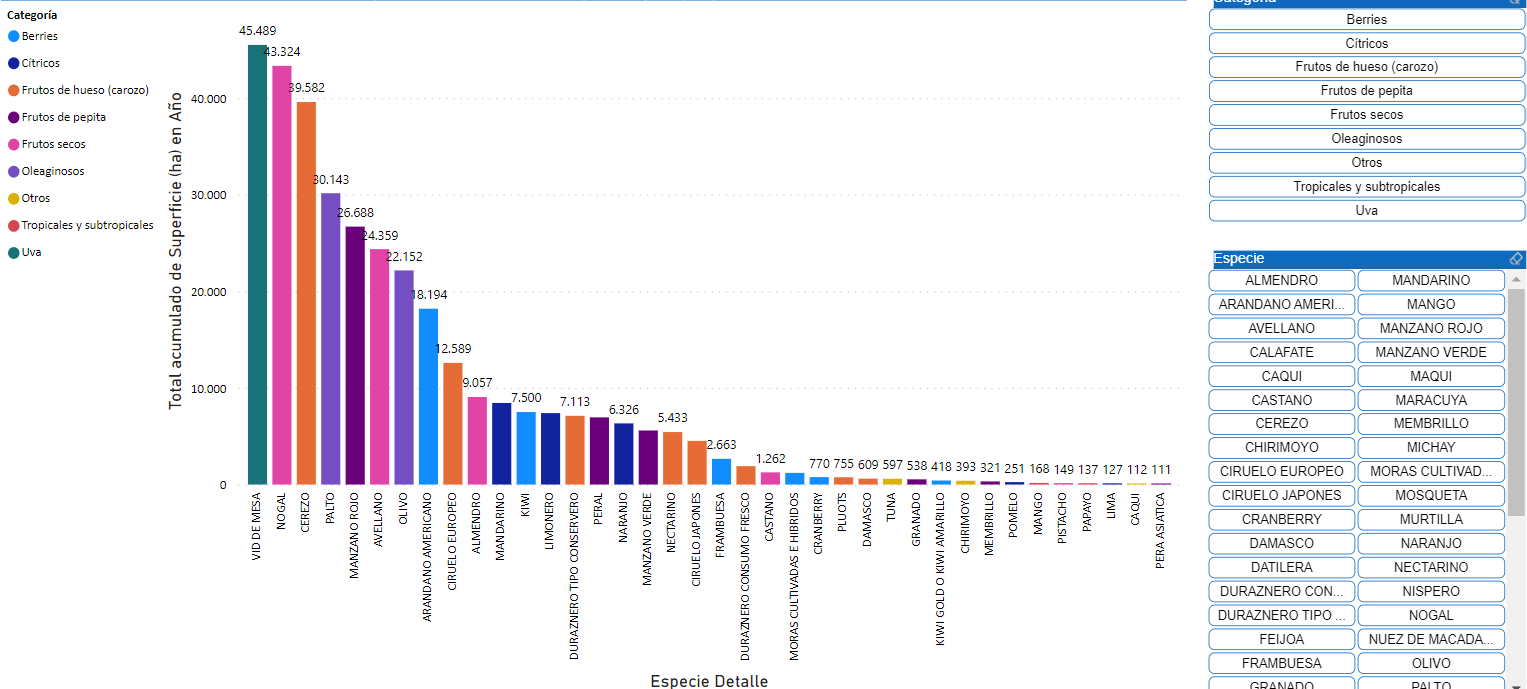 Categoría
Berries
Cítricos
Frutos de hueso (carozo)
Frutos de pepita
Frutos secos
Oleaginosos
Otros
Tropicales y subtropicales
Uva
Total acumulado de Superficie (ha) en Año
40.000
30.000
20.000
10.000
0
45.489
43.324
39.582
30.143
26.688
24.359
22.152
18.194
12.589
9.057
7.500
7.113
6.326
5.433
2.663
1.262
770
755
609
597
538
418
393
321
251
168
149
137
127
112
111
VID DE MESA
NOGAL
CEREZO
PALTO
MANZANO ROJO
AVELLANO
OLIVO
ARANDANO AMERICANO
CIRUELO EUROPEO
ALMENDRO
MANDARINO
KIWI
LIMONERO
DURAZNERO TIPO CONSERVERO
PERAL
NARANJO
MANZANO VERDE
NECTARINO
CIRUELO JAPONES
FRAMBUESA
DURAZNERO CONSUMO FRESCO
CASTANO
MORAS CULTIVADAS E HIBRIDOS
CRANBERRY
PLUOTS
DAMASCO
TUNA
GRANADO
KIWI GOLD O KIWI AMARILLO
CHIRIMOYO
MEMBRILLO
POMELO
MANGO
PISTACHO
PAPAYO
LIMA
CAQUI
PERA ASIATICA
Especie Detalle
Categoría
Berries
Cítricos
Frutos de hueso (carozo)
Frutos de pepita
Frutos secos
Oleaginosos
Otros
Tropicales y subtropicales
Uva
Especie
ALMENDRO MANDARINO
ARANDANO AMERI... MANGO
AVELLANO MANZANO ROJO
CALAFATE MANZANO VERDE
CAQUI MAQUI
CASTANO MARACUYA
CEREZO MEMBRILLO
CHIRIMOYO MICHAY
CIRUELO EUROPEO MORAS CULTIVAD...
CIRUELO JAPONES MOSQUETA
CRANBERRY MURTILLA
DAMASCO NARANJO
DATILERA NECTARINO
DURAZNERO CON... NISPERO
DURAZNERO TIPO ... NOGAL
FEIJOA NUEZ DE MACADA...
FRAMBUESA OLIVO
GRANADO PALTO